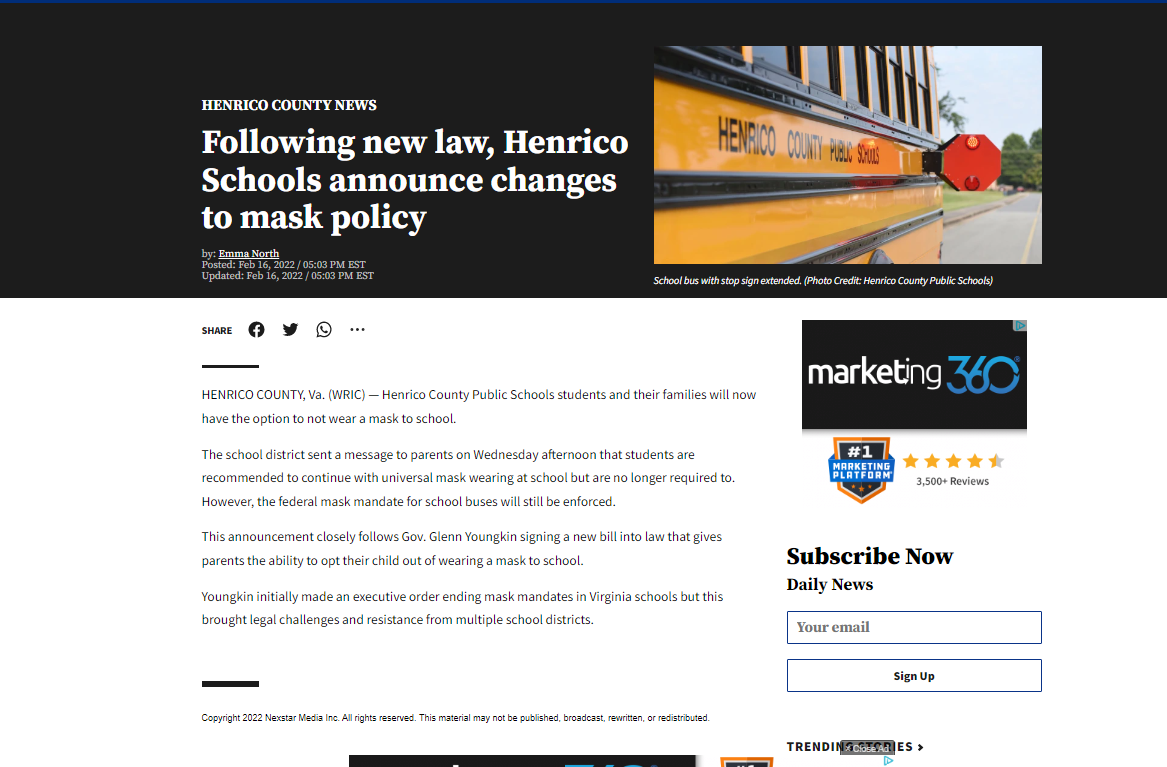 HENRICO COUNTY NEWS
Following new law, Henrico
Schools announce changes
to mask policy
by: Emma North
Posted: Feb 16, 2022 / 05:03 PM EST
Updated: Feb 16, 2022 / 05:03 PM EST
HENRICO COUNTY PUBLIC SCHOOLS
School bus with stop sign extended. (Photo Credit: Henrico County Public Schools)
SHARE
HENRICO COUNTY, Va. (WRIC) — Henrico County Public Schools students and their families will now
have the option to not wear a mask to school.
The school district sent a message to parents on Wednesday afternoon that students are
recommended to continue with universal mask wearing at school but are no longer required to.
However, the federal mask mandate for school buses will still be enforced.
This announcement closely follows Gov. Glenn Youngkin signing a new bill into law that gives
parents the ability to opt their child out of wearing a mask to school.
Youngkin initially made an executive order ending mask mandates in Virginia schools but this
brought legal challenges and resistance from multiple school districts.
Copyright 2022 Nexstar Media Inc. All rights reserved. This material may not be published, broadcast, rewritten, or redistributed.
marketing 360
#1
MARKETING
PLATFORM
3,500+ Reviews
Subscribe Now
Daily News
Your email
Sign Up
TRENDING STORIES >
× Close Ad